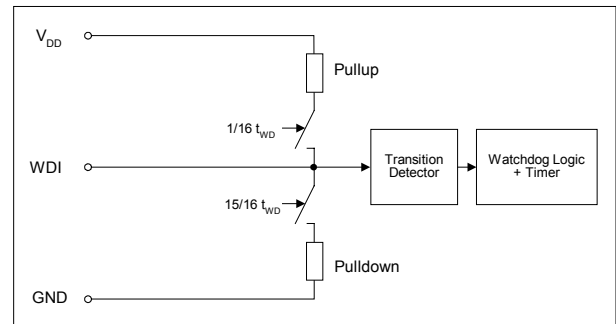 V_DD
Pullup
1/16 t_WD
WDI
Transition
Detector
Watchdog Logic
+ Timer
15/16 t_WD
Pulldown
GND